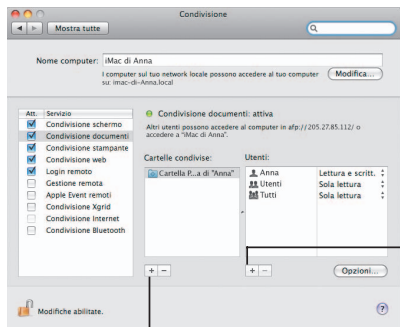 Condivisione
Mostra tutte
Nome computer: iMac di Anna
I computer sul tuo network locale possono accedere al tuo computer
su: imac-di-Anna.local
Modifica...
Att. Servizio
Condivisione schermo
Condivisione documenti
Condivisione stampante
Condivisione web
Login remoto
Gestione remota
Apple Event remoti
Condivisione Xgrid
Condivisione Internet
Condivisione Bluetooth
Condivisione documenti: attiva
Altri utenti possono accedere al computer in afp://205.27.85.112/ o
accedere a "iMac di Anna".
Cartelle condivise:
Cartella P...a di "Anna"
Utenti:
Anna Lettura e scritt.
Utenti Sola lettura
Tutti Sola lettura
+ −
+ −
Opzioni...
Modifiche abilitate.
?